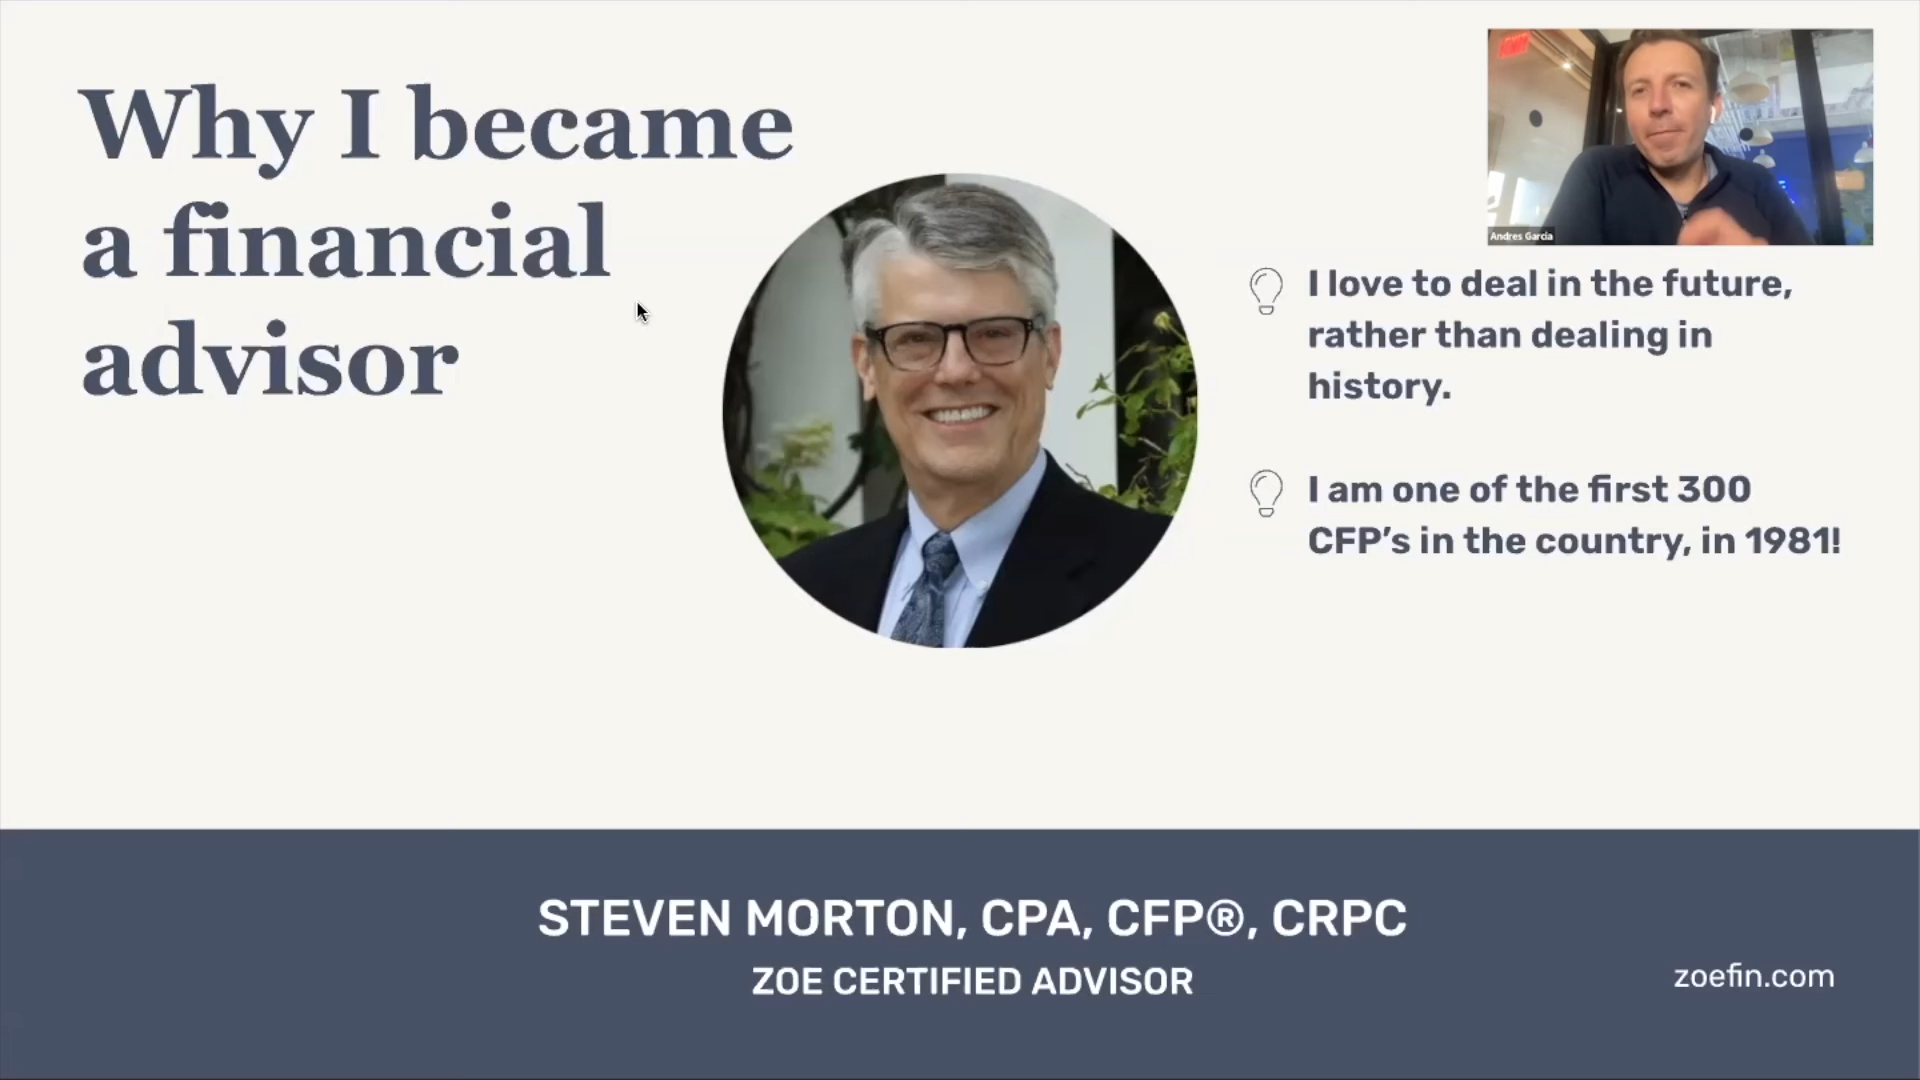 Why I became
a financial
advisor
Andres Garcia
I love to deal in the future,
rather than dealing in
history.
I am one of the first 300
CFP’s in the country, in 1981!
STEVEN MORTON, CPA, CFP®, CRPC
ZOE CERTIFIED ADVISOR
zoefin.com